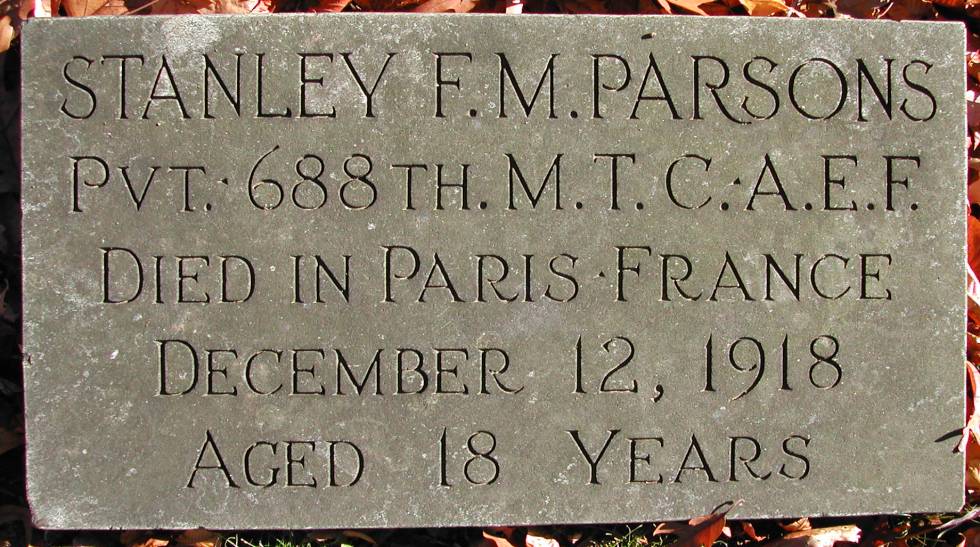 STANLEY F. M. PARSONS
PVT. · 688TH. M. T. C. · A.E.F.
DIED IN PARIS · FRANCE
DECEMBER 12, 1918
AGED 18 YEARS